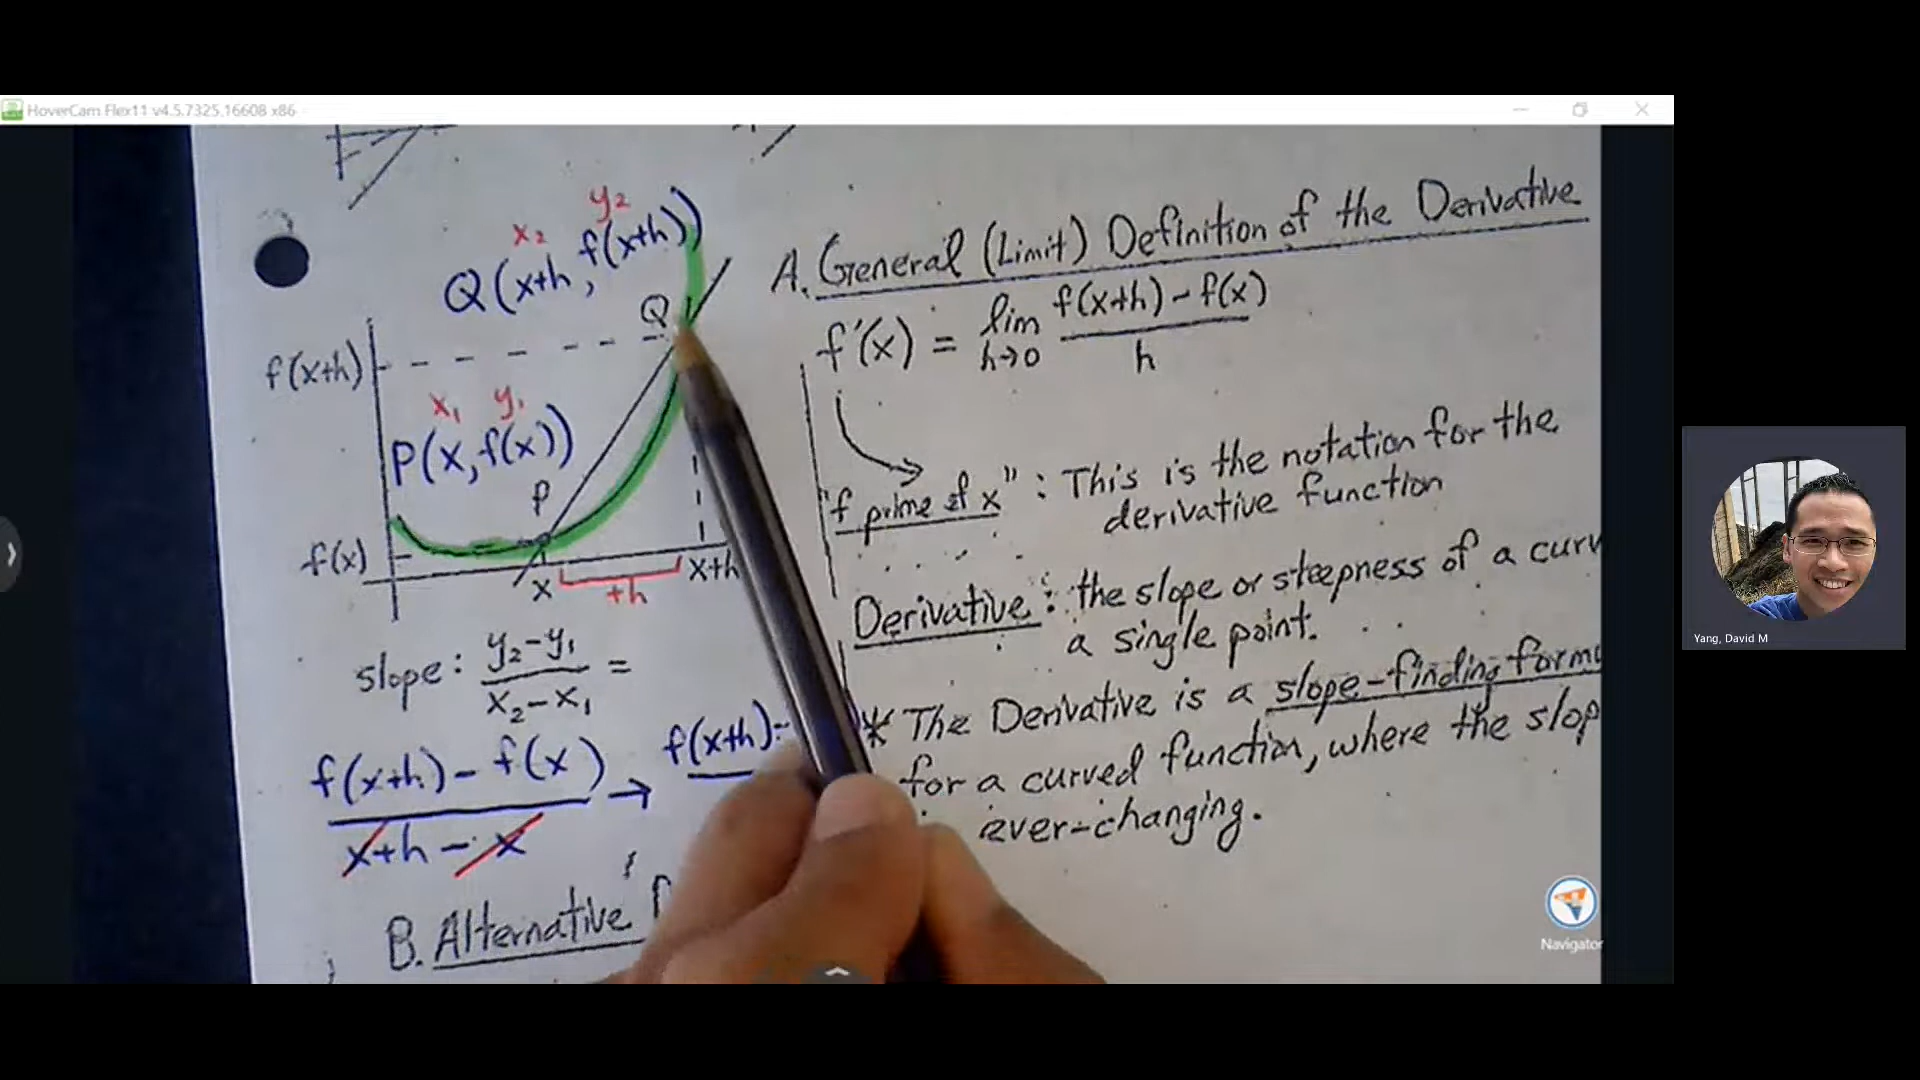 HoverCam Flex11 v4.5.7325.16608 x86
x₂ y₂
Q(x+h, f(x+h))
Q
f(x+h)
x₁ y₁
P(x, f(x))
P
f(x)
x
+h
x+h
slope: y₂-y₁ / x₂-x₁ =
f(x+h)-f(x) / x+h-x → f(x+h)-
B. Alternative
A. General (Limit) Definition of the Derivative
f'(x) = lim h→0 f(x+h)-f(x) / h
"f prime of x": This is the notation for the
derivative function
Derivative: the slope or steepness of a curv
a single point.
* The Derivative is a slope-finding formu
for a curved function, where the slop
ever-changing.
Navigator
Yang, David M